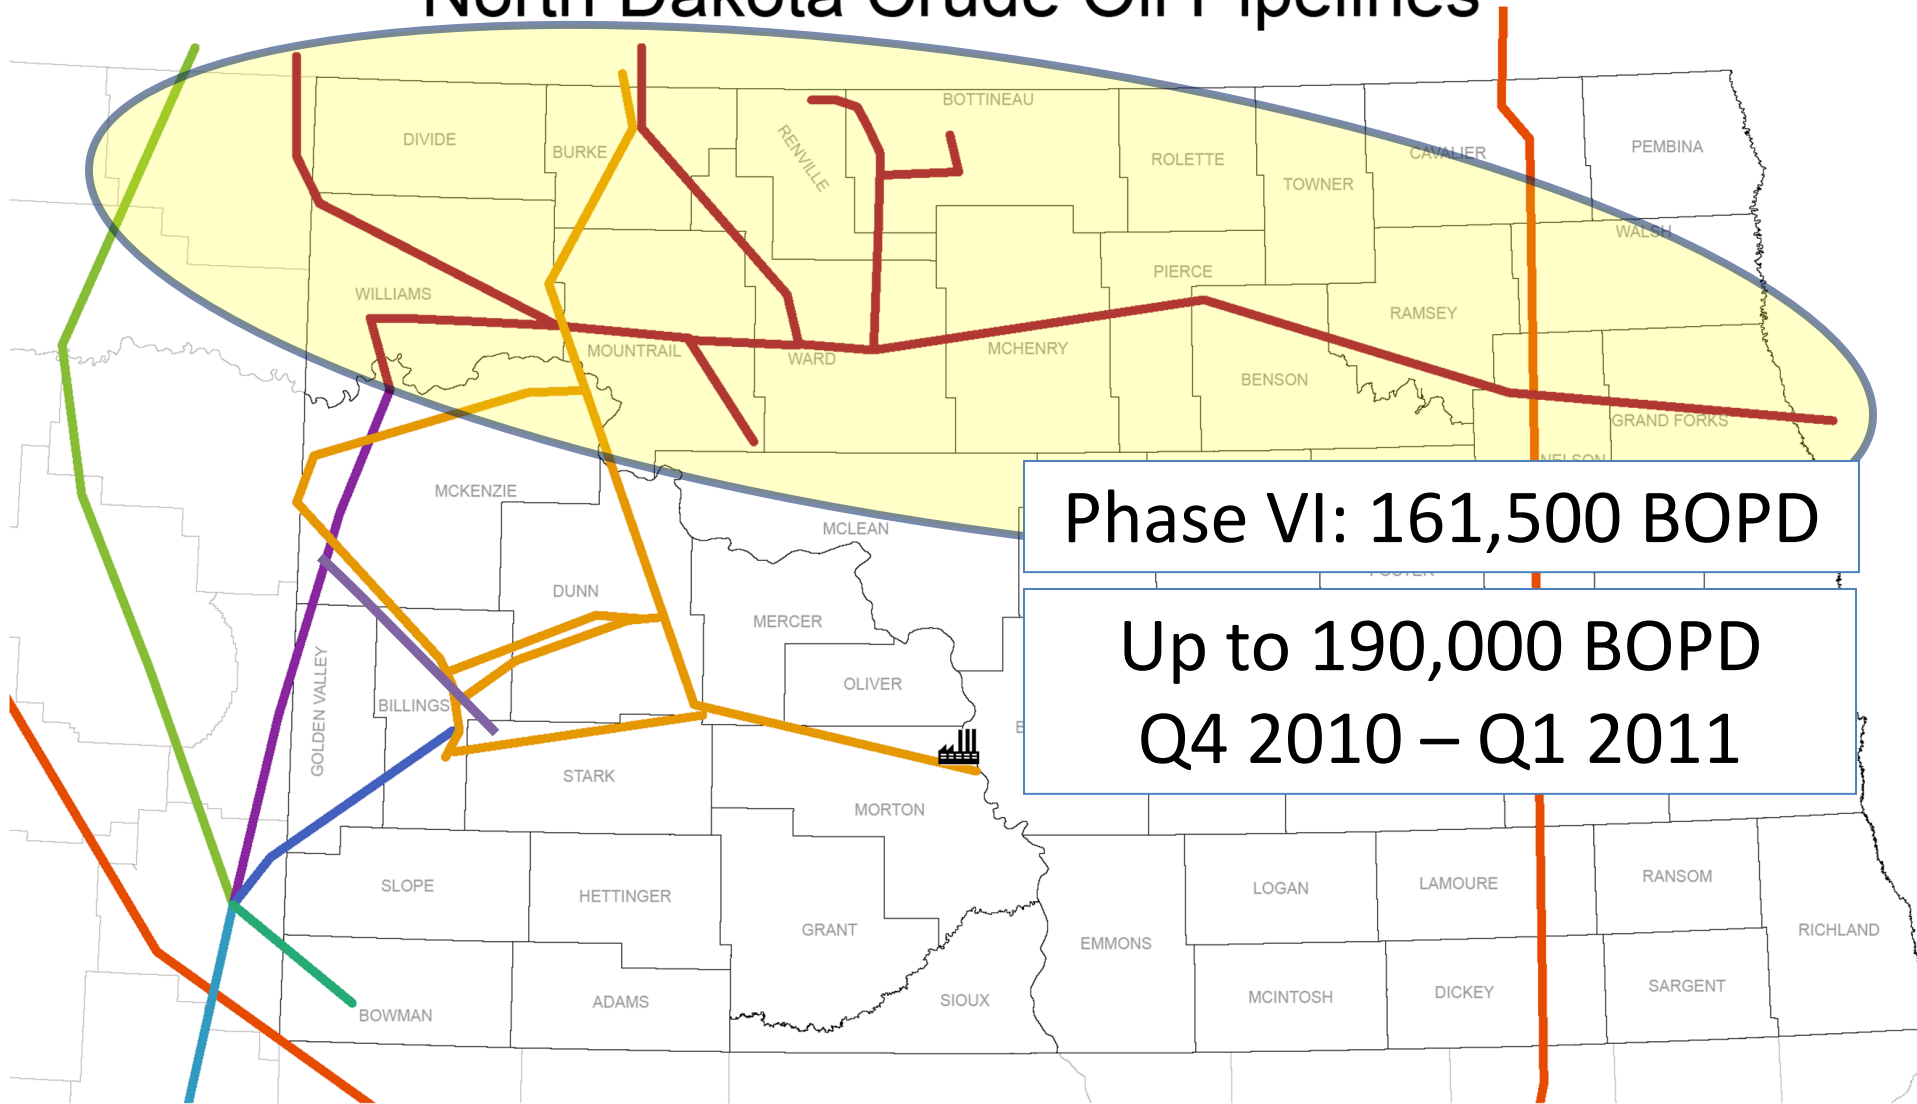 North Dakota Crude Oil Pipelines
BOTTINEAU
DIVIDE
BURKE
RENVILLE
ROLETTE
TOWNER
CAVALIER
PEMBINA
WALSH
WILLIAMS
PIERCE
RAMSEY
MOUNTRAIL
WARD
MCHENRY
BENSON
GRAND FORKS
NELSON
MCKENZIE
MCLEAN
Phase VI: 161,500 BOPD
FOSTER
DUNN
MERCER
Up to 190,000 BOPD
Q4 2010 – Q1 2011
GOLDEN VALLEY
BILLINGS
OLIVER
STARK
MORTON
SLOPE
HETTINGER
GRANT
LOGAN
LAMOURE
RANSOM
EMMONS
RICHLAND
BOWMAN
ADAMS
SIOUX
MCINTOSH
DICKEY
SARGENT